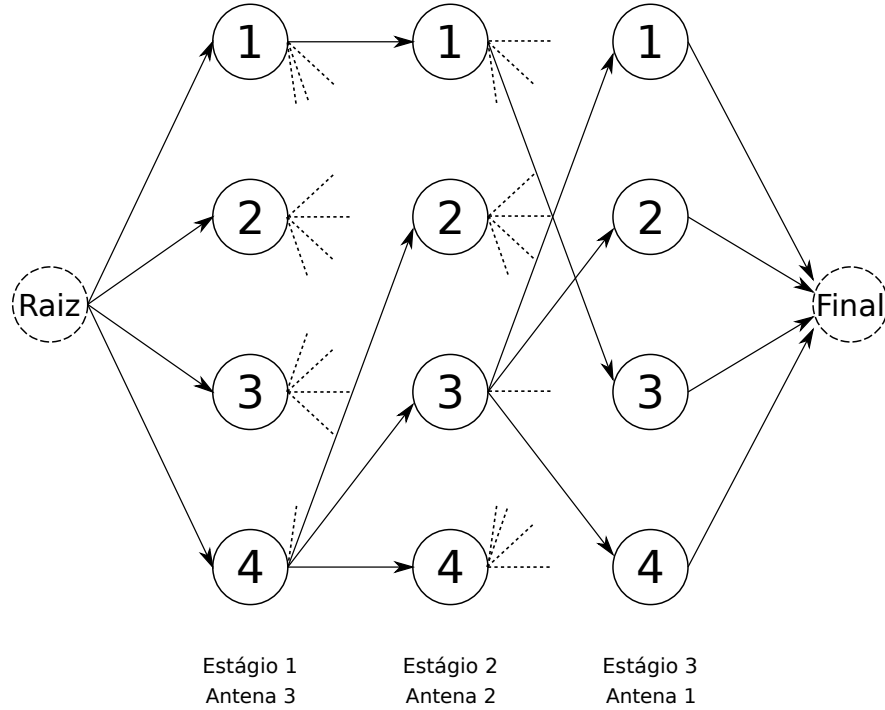 1 1 1
2 2 2
Raiz Final
3 3 3
4 4 4
Estágio 1 Estágio 2 Estágio 3
Antena 3 Antena 2 Antena 1